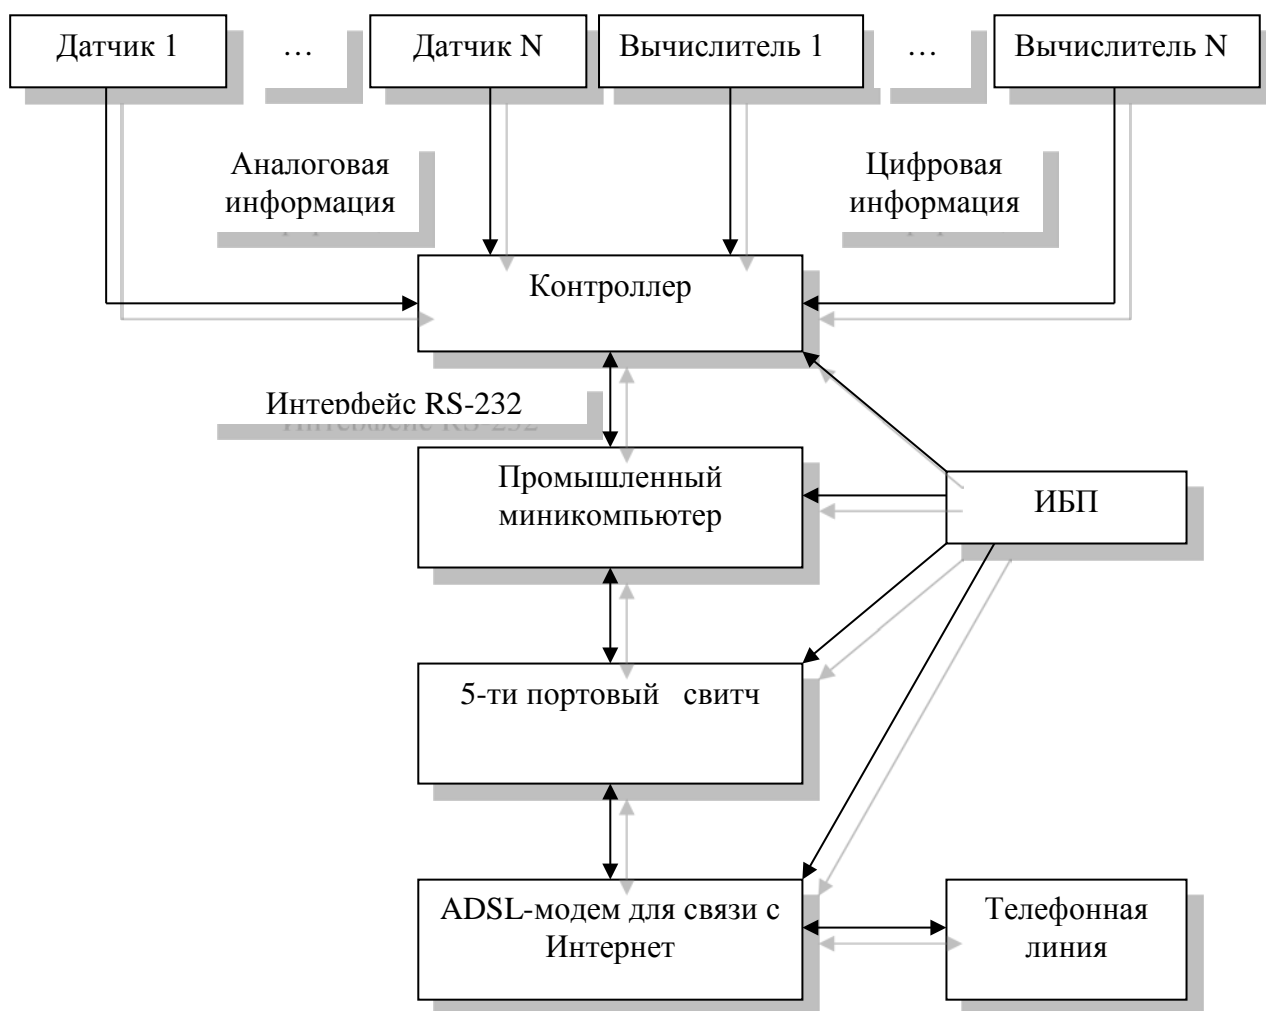 Датчик 1
…
Датчик N
Вычислитель 1
…
Вычислитель N
Аналоговая
информация
Цифровая
информация
Контроллер
Интерфейс RS-232
Промышленный
миникомпьютер
ИБП
5-ти портовый свитч
ADSL-модем для связи с
Интернет
Телефонная
линия